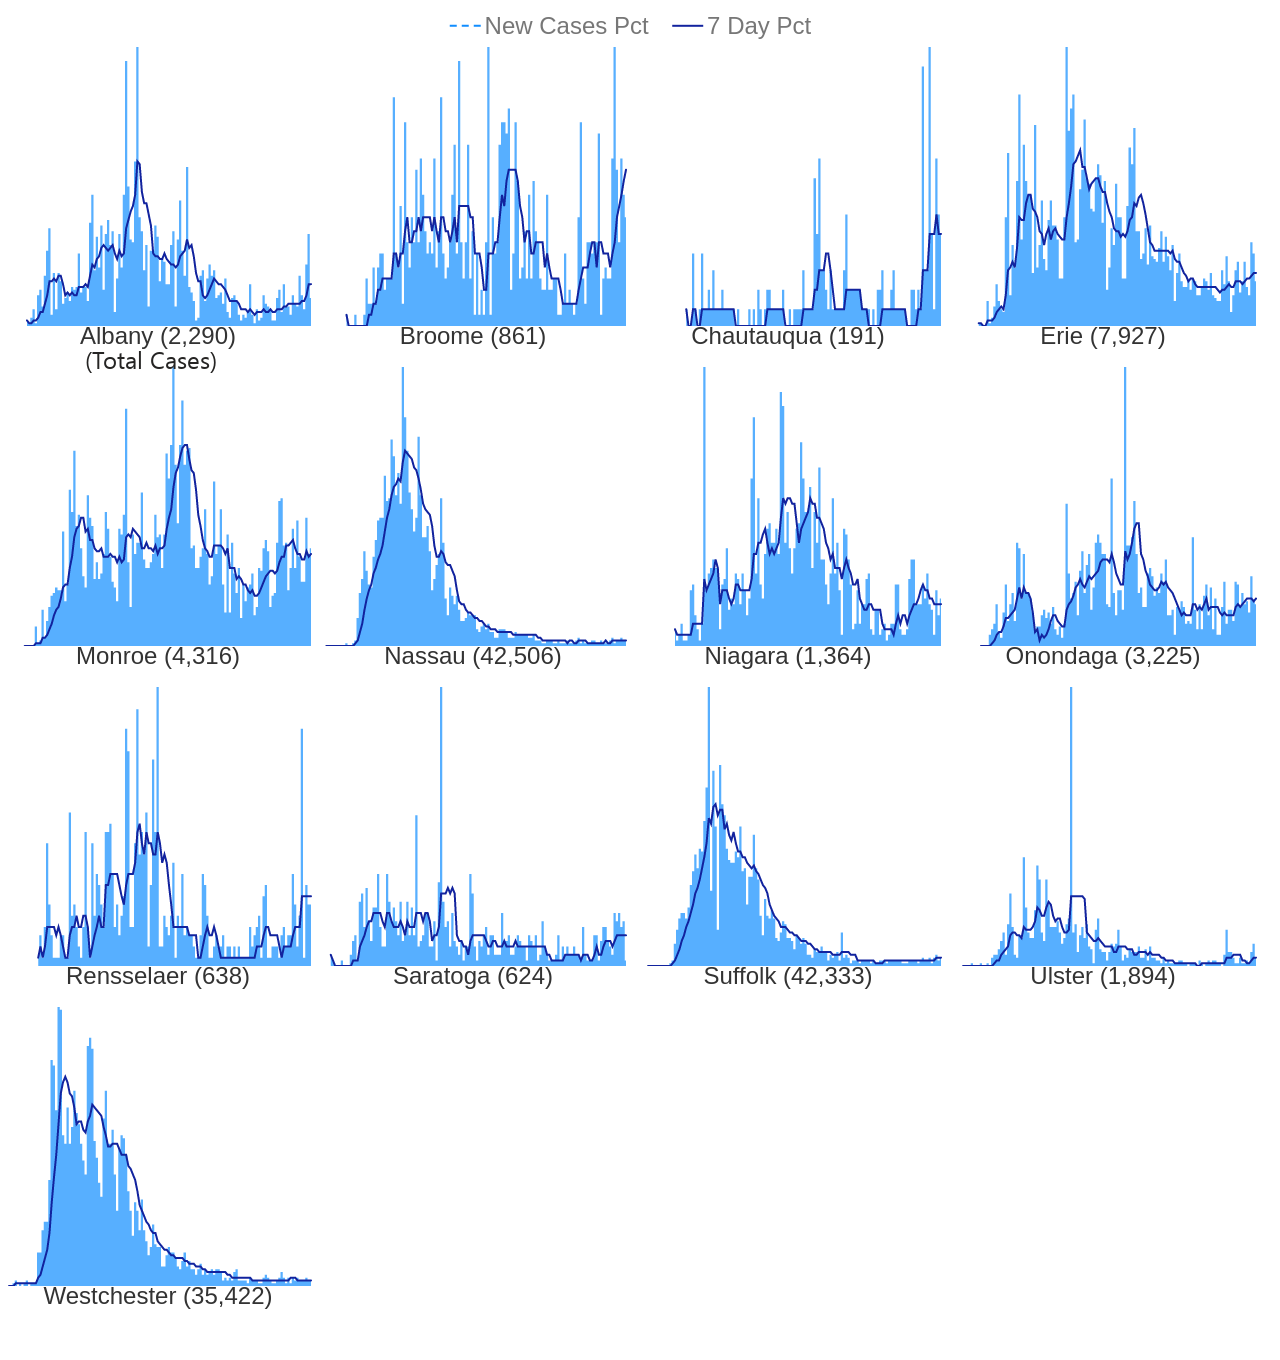 New Cases Pct 7 Day Pct
Albany (2,290) Broome (861) Chautauqua (191) Erie (7,927)
(Total Cases)
Monroe (4,316) Nassau (42,506) Niagara (1,364) Onondaga (3,225)
Rensselaer (638) Saratoga (624) Suffolk (42,333) Ulster (1,894)
Westchester (35,422)